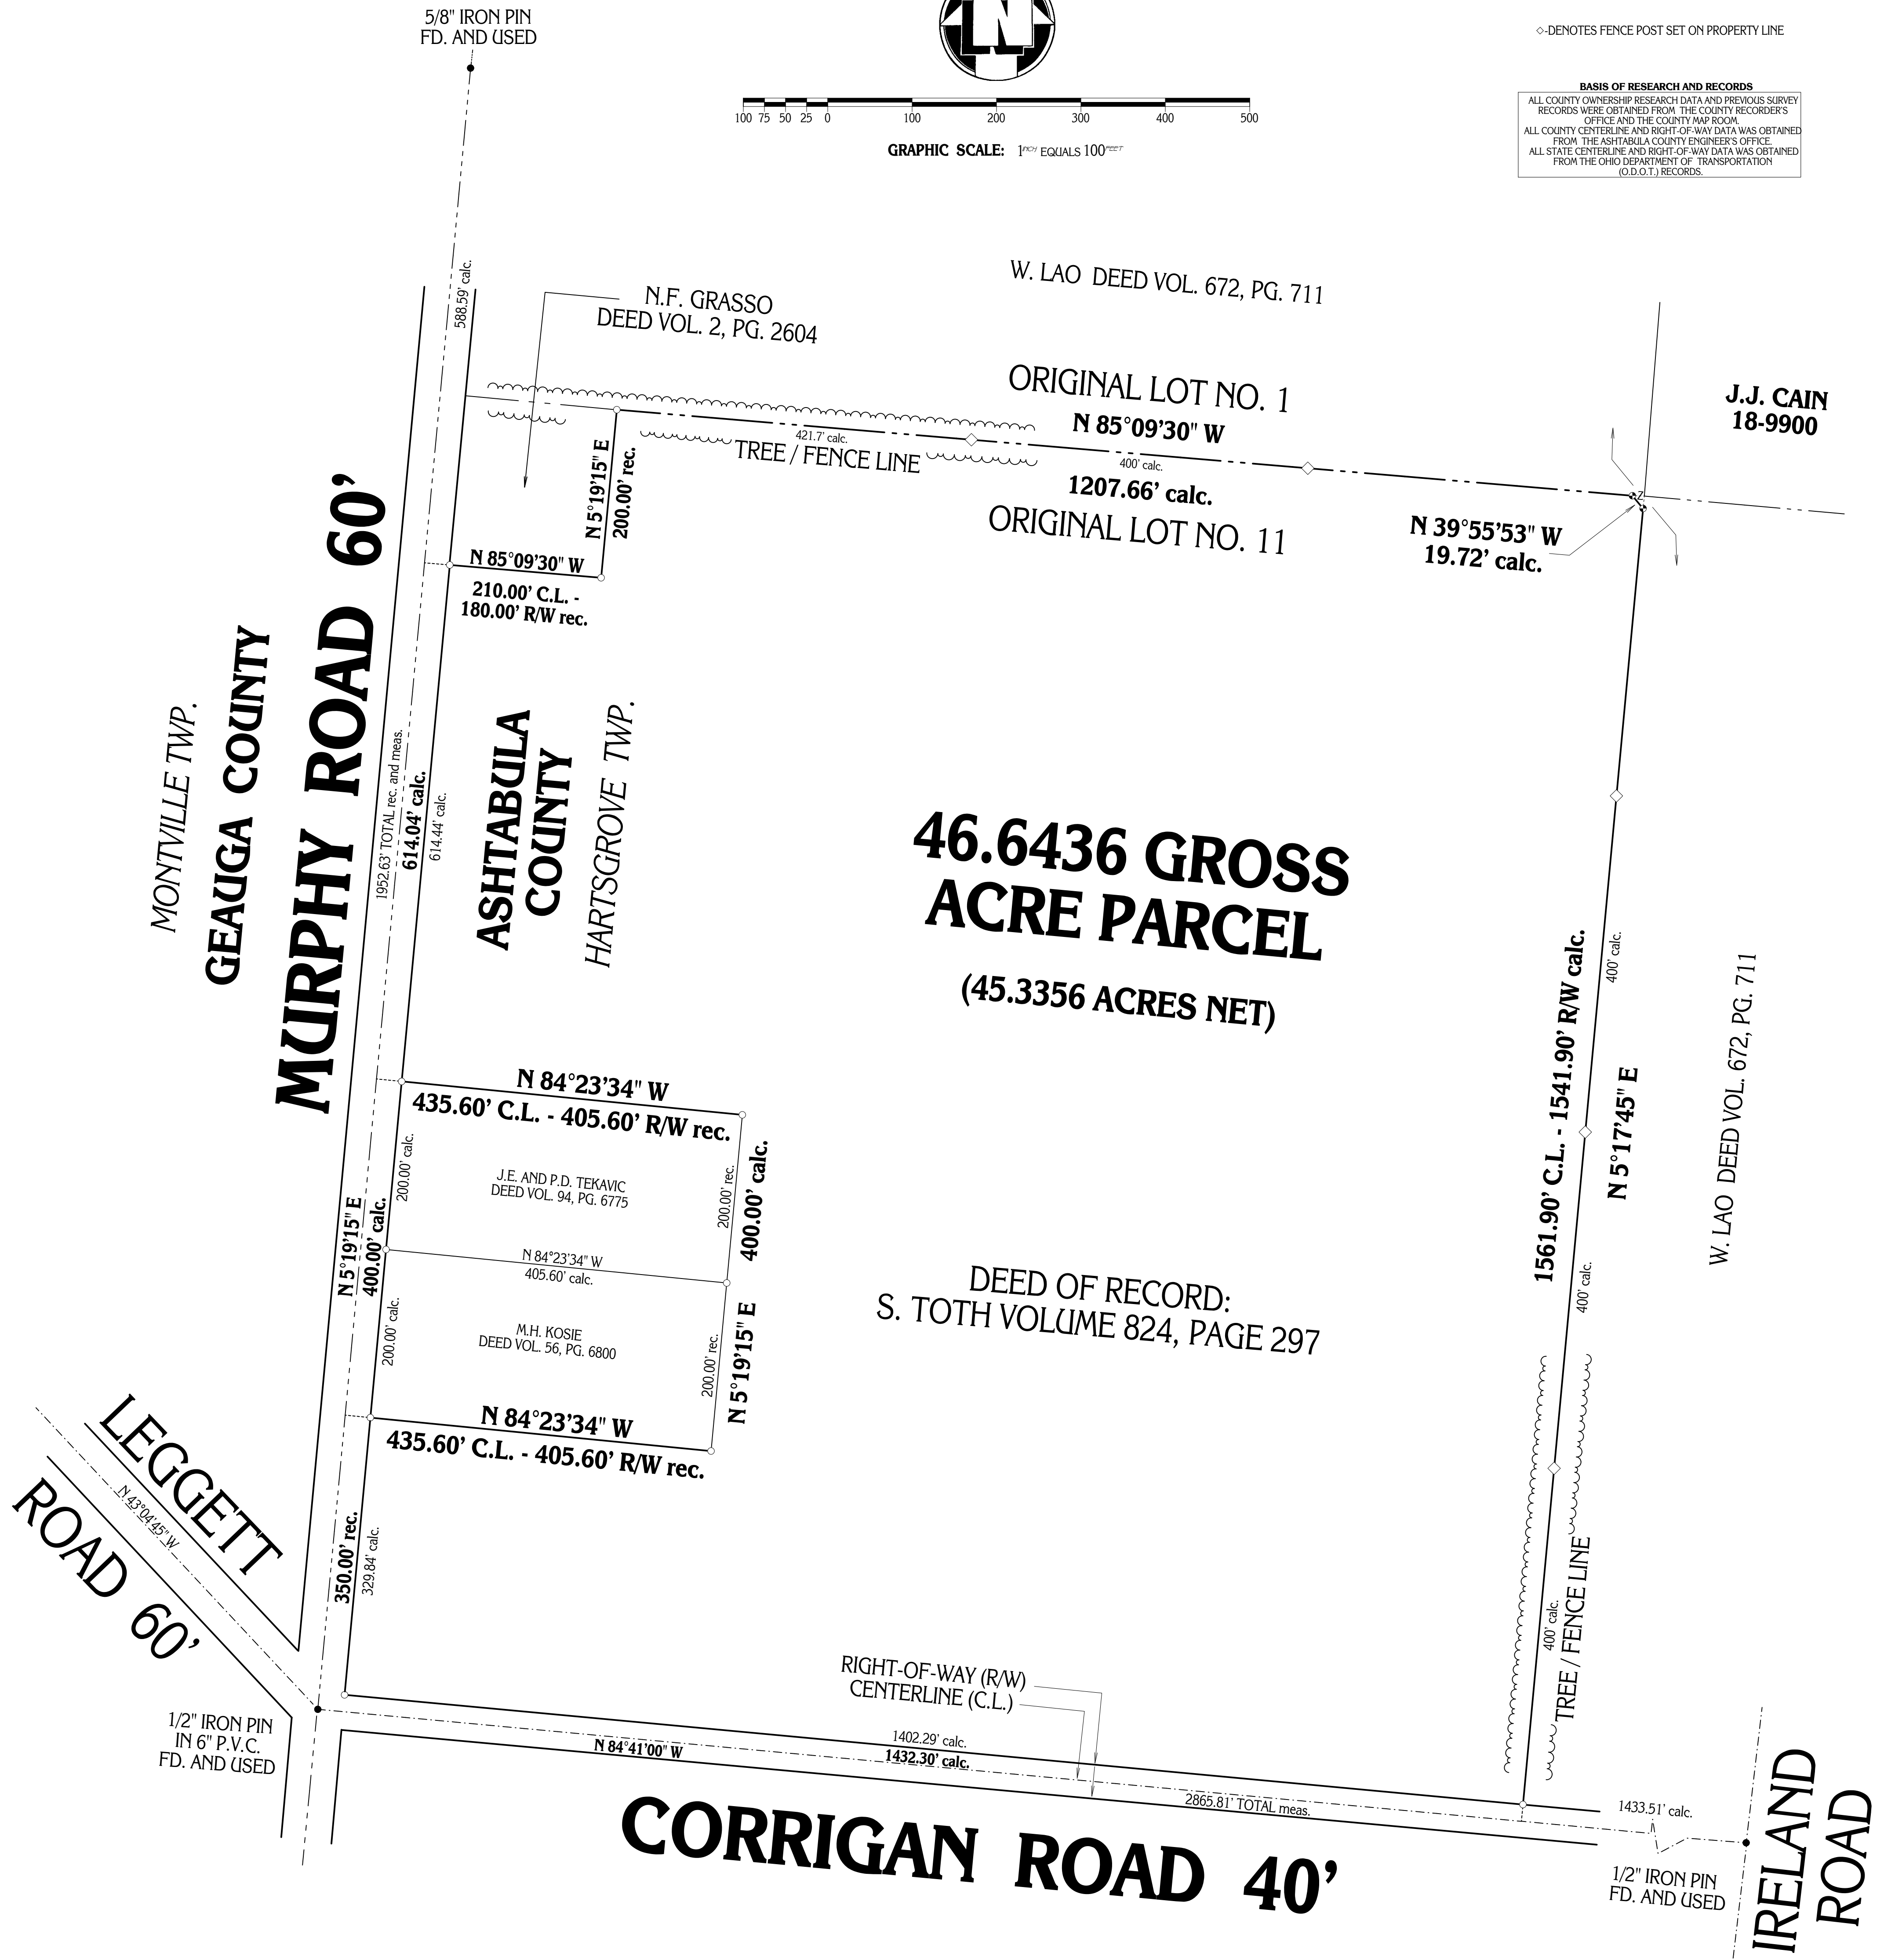 5/8" IRON PIN
FD. AND USED
N
100 75 50 25 0 100 200 300 400 500
GRAPHIC SCALE: 1INCH EQUALS 100FEET
◇-DENOTES FENCE POST SET ON PROPERTY LINE
BASIS OF RESEARCH AND RECORDS
ALL COUNTY OWNERSHIP RESEARCH DATA AND PREVIOUS SURVEY
RECORDS WERE OBTAINED FROM THE COUNTY RECORDER'S
OFFICE AND THE COUNTY MAP ROOM.
ALL COUNTY CENTERLINE AND RIGHT-OF-WAY DATA WAS OBTAINED
FROM THE ASHTABULA COUNTY ENGINEER'S OFFICE.
ALL STATE CENTERLINE AND RIGHT-OF-WAY DATA WAS OBTAINED
FROM THE OHIO DEPARTMENT OF TRANSPORTATION
(O.D.O.T.) RECORDS.
588.59' calc.
N.F. GRASSO
DEED VOL. 2, PG. 2604
W. LAO DEED VOL. 672, PG. 711
ORIGINAL LOT NO. 1
N 85°09'30" W
421.7' calc.
TREE / FENCE LINE
400' calc.
1207.66' calc.
ORIGINAL LOT NO. 11
J.J. CAIN
18-9900
Z
N 39°55'53" W
19.72' calc.
N 5°19'15" E
200.00' rec.
N 85°09'30" W
210.00' C.L. -
180.00' R/W rec.
MONTVILLE TWP.
GEAUGA COUNTY
MURPHY ROAD 60'
1952.63' TOTAL rec. and meas.
614.04' calc.
614.44' calc.
ASHTABULA
COUNTY
HARTSGROVE TWP.
46.6436 GROSS
ACRE PARCEL
(45.3356 ACRES NET)
1561.90' C.L. - 1541.90' R/W calc.
400' calc.
N 5°17'45" E
W. LAO DEED VOL. 672, PG. 711
N 84°23'34" W
435.60' C.L. - 405.60' R/W rec.
200.00' calc.
J.E. AND P.D. TEKAVIC
DEED VOL. 94, PG. 6775
200.00' rec.
400.00' calc.
N 5°19'15" E
400.00' calc.
N 84°23'34" W
405.60' calc.
DEED OF RECORD:
S. TOTH VOLUME 824, PAGE 297
400' calc.
200.00' calc.
M.H. KOSIE
DEED VOL. 56, PG. 6800
200.00' rec.
N 5°19'15" E
N 84°23'34" W
435.60' C.L. - 405.60' R/W rec.
LEGGETT
N 43°04'45" W
ROAD 60'
350.00' rec.
329.84' calc.
400' calc.
TREE / FENCE LINE
RIGHT-OF-WAY (R/W)
CENTERLINE (C.L.)
1/2" IRON PIN
IN 6" P.V.C.
FD. AND USED
N 84°41'00" W
1402.29' calc.
1432.30' calc.
2865.81' TOTAL meas.
1433.51' calc.
CORRIGAN ROAD 40'
1/2" IRON PIN
FD. AND USED
IRELAND
ROAD